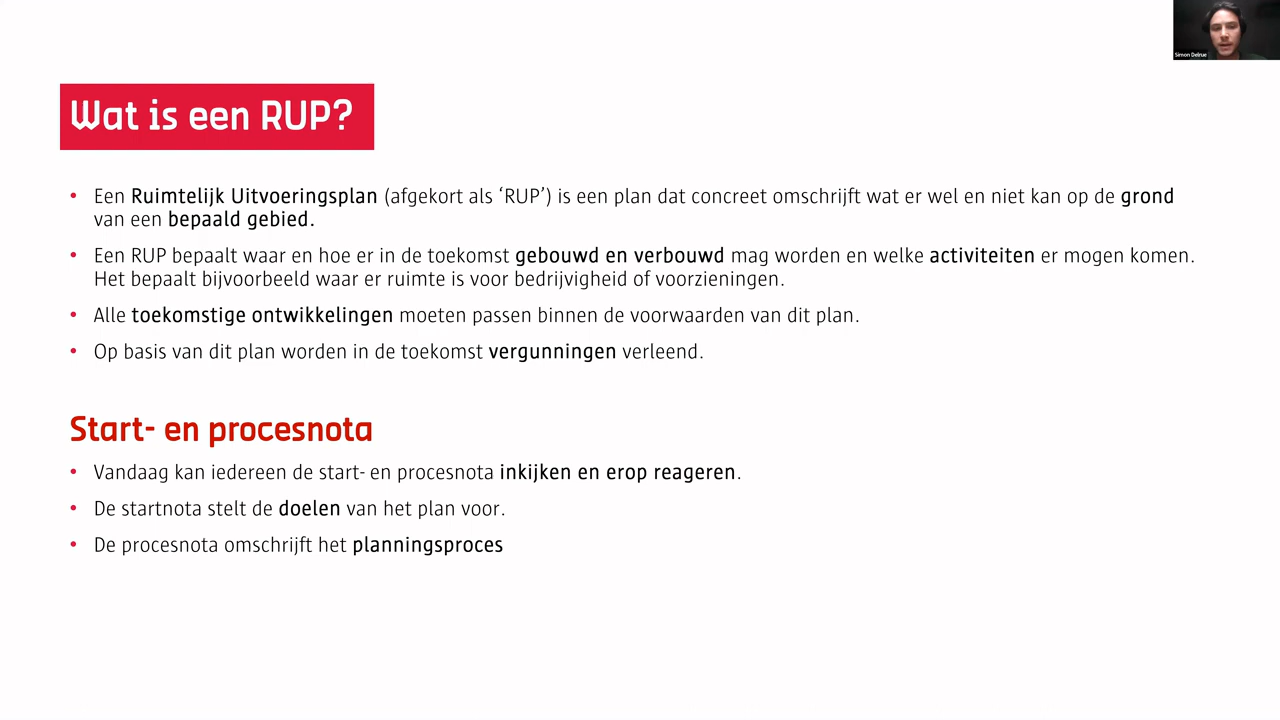 Simon Delrue
Wat is een RUP?
• Een Ruimtelijk Uitvoeringsplan (afgekort als ‘RUP’) is een plan dat concreet omschrijft wat er wel en niet kan op de grond
van een bepaald gebied.
• Een RUP bepaalt waar en hoe er in de toekomst gebouwd en verbouwd mag worden en welke activiteiten er mogen komen.
Het bepaalt bijvoorbeeld waar er ruimte is voor bedrijvigheid of voorzieningen.
• Alle toekomstige ontwikkelingen moeten passen binnen de voorwaarden van dit plan.
• Op basis van dit plan worden in de toekomst vergunningen verleend.
Start- en procesnota
• Vandaag kan iedereen de start- en procesnota inkijken en erop reageren.
• De startnota stelt de doelen van het plan voor.
• De procesnota omschrijft het planningsproces